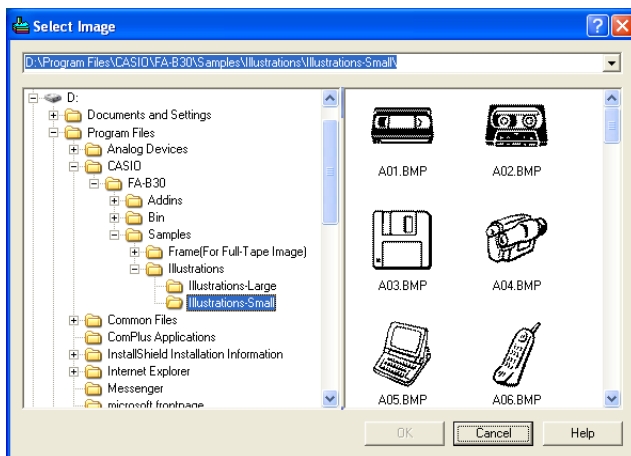 Select Image
D:\Program Files\CASIO\FA-B30\Samples\Illustrations\Illustrations-Small\
D:
Documents and Settings
Program Files
Analog Devices
CASIO
FA-B30
Addins
Bin
Samples
Frame(For Full-Tape Image)
Illustrations
Illustrations-Large
Illustrations-Small
Common Files
ComPlus Applications
InstallShield Installation Information
Internet Explorer
Messenger
microsoft frontpage
A01.BMP A02.BMP
A03.BMP A04.BMP
A05.BMP A06.BMP
OK Cancel Help